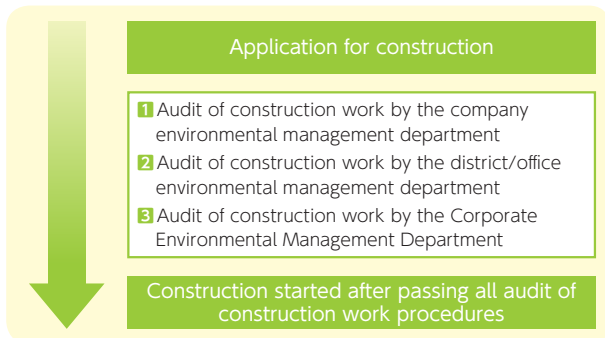 Application for construction
1 Audit of construction work by the company
environmental management department
2 Audit of construction work by the district/office
environmental management department
3 Audit of construction work by the Corporate
Environmental Management Department
Construction started after passing all audit of
construction work procedures